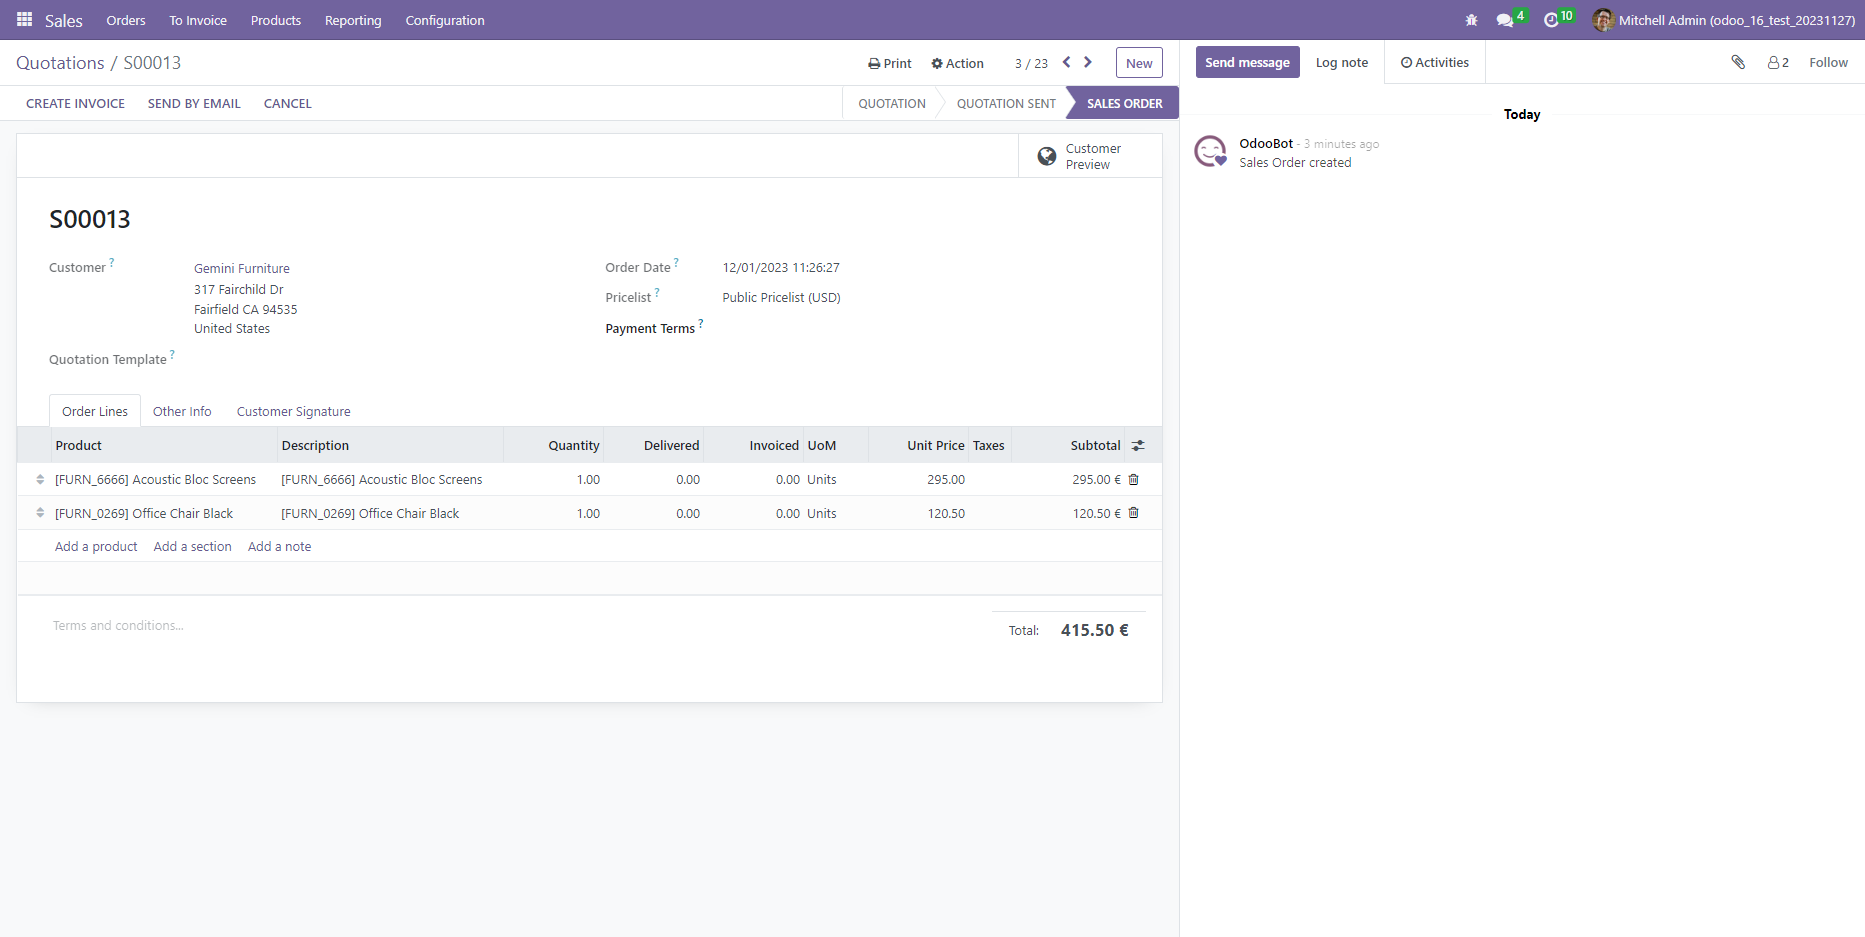 Sales Orders To Invoice Products Reporting Configuration 4 10 Mitchell Admin (odoo_16_test_20231127)
Quotations / S00013 Print Action 3 / 23 New
CREATE INVOICE SEND BY EMAIL CANCEL QUOTATION QUOTATION SENT SALES ORDER
Customer
Preview
S00013
Customer ? Gemini Furniture
317 Fairchild Dr
Fairfield CA 94535
United States
Order Date ? 12/01/2023 11:26:27
Pricelist ? Public Pricelist (USD)
Payment Terms ?
Quotation Template ?
Order Lines Other Info Customer Signature
Product Description Quantity Delivered Invoiced UoM Unit Price Taxes Subtotal
[FURN_6666] Acoustic Bloc Screens [FURN_6666] Acoustic Bloc Screens 1.00 0.00 0.00 Units 295.00 295.00 €
[FURN_0269] Office Chair Black [FURN_0269] Office Chair Black 1.00 0.00 0.00 Units 120.50 120.50 €
Add a product Add a section Add a note
Terms and conditions...
Total: 415.50 €
Send message Log note Activities 2 Follow
Today
OdooBot - 3 minutes ago
Sales Order created